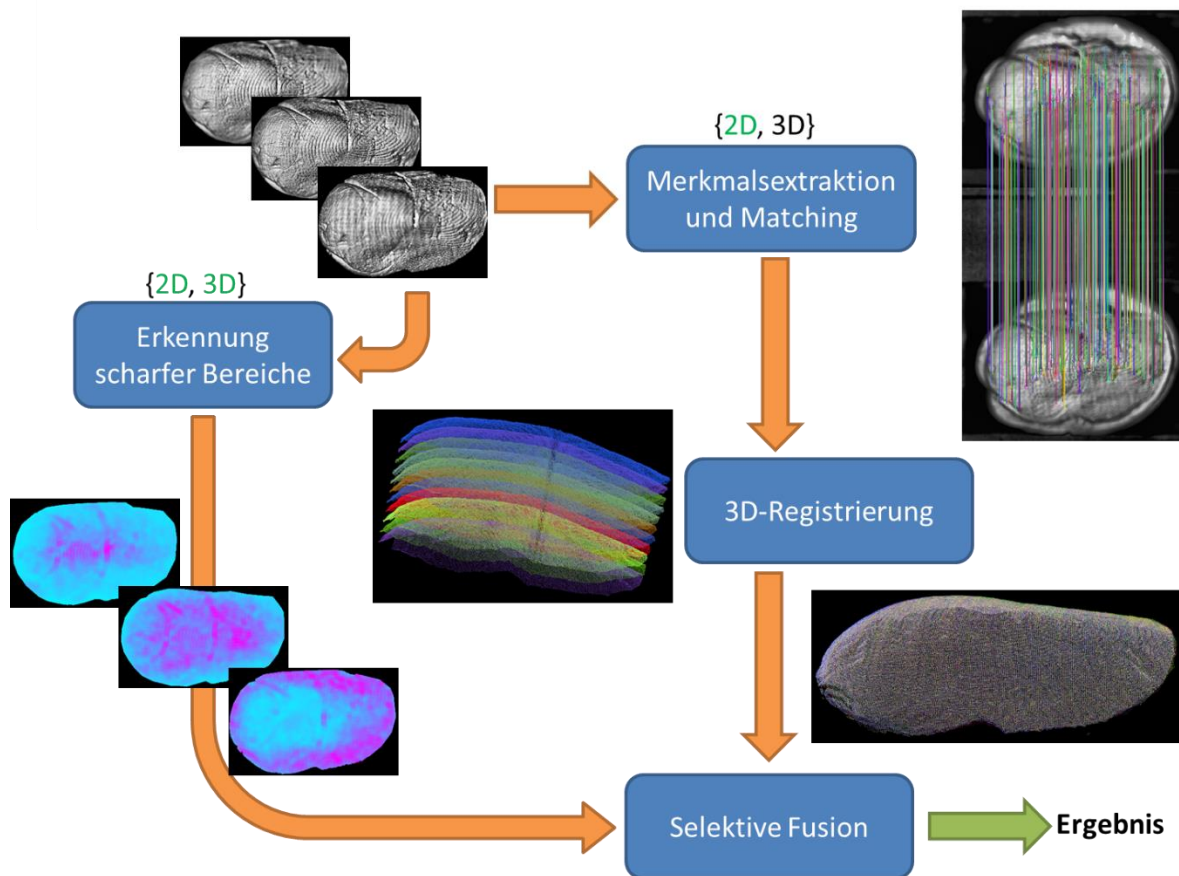 {2D, 3D}
Merkmalsextraktion
und Matching
{2D, 3D}
Erkennung
scharfer Bereiche
3D-Registrierung
Selektive Fusion
Ergebnis